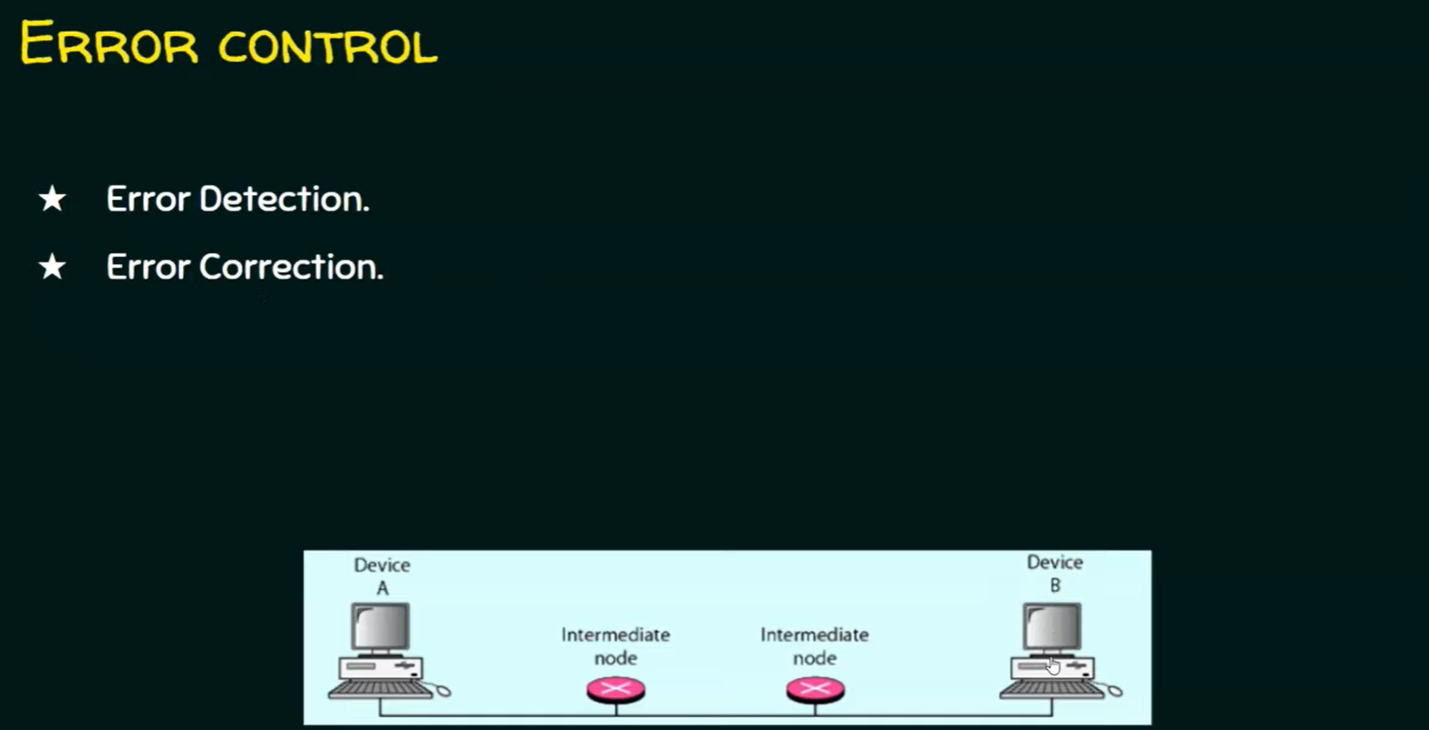 ERROR CONTROL
★ Error Detection.
★ Error Correction.
Device
A
Device
B
Intermediate
node
Intermediate
node